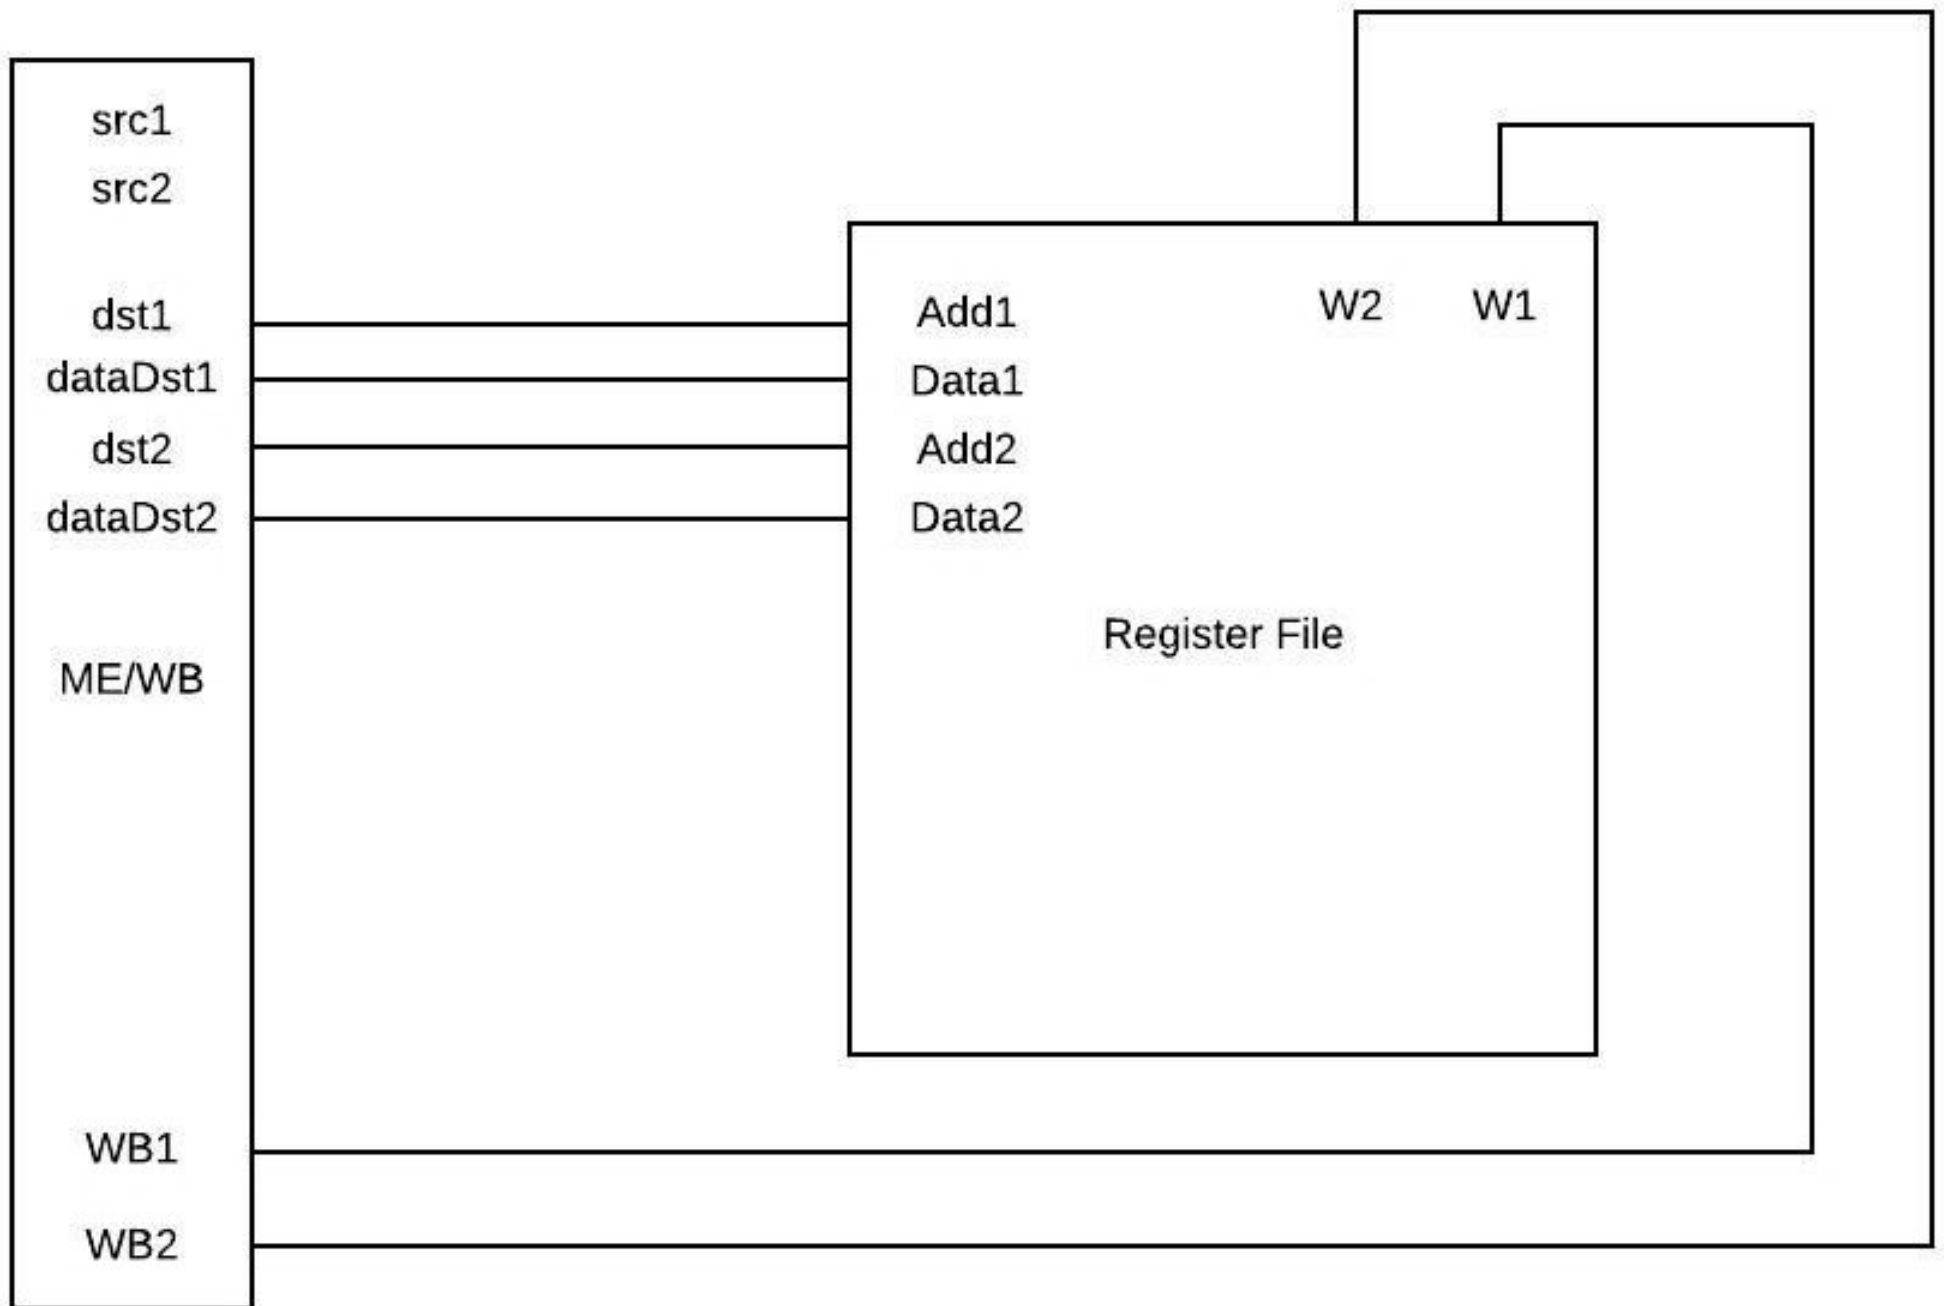 src1
src2
dst1
dataDst1
dst2
dataDst2
ME/WB
WB1
WB2
Add1
Data1
Add2
Data2
W2 W1
Register File